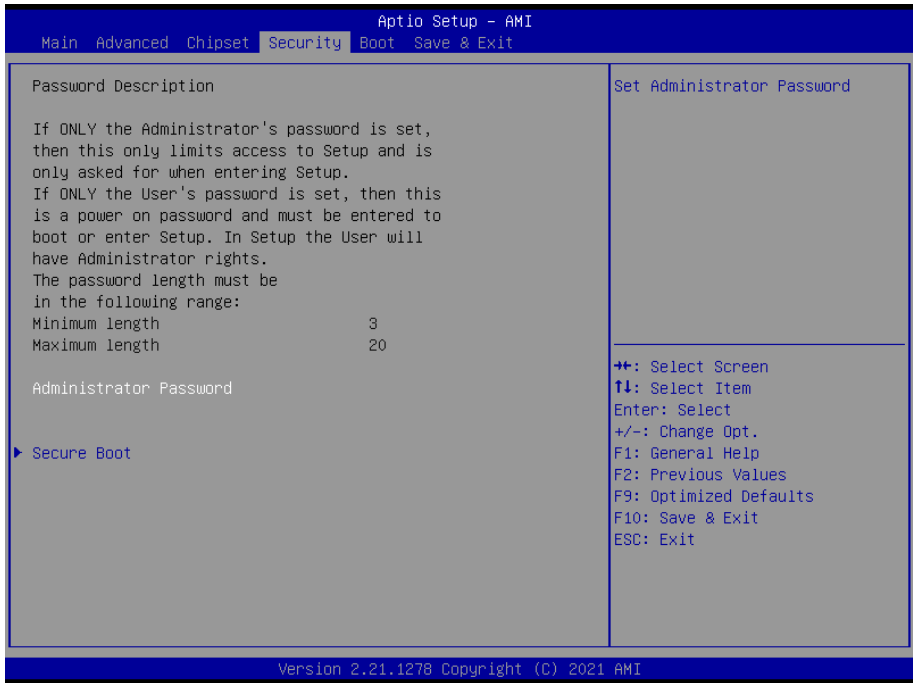 Aptio Setup – AMI
Main Advanced Chipset Security Boot Save & Exit
Password Description
If ONLY the Administrator's password is set,
then this only limits access to Setup and is
only asked for when entering Setup.
If ONLY the User's password is set, then this
is a power on password and must be entered to
boot or enter Setup. In Setup the User will
have Administrator rights.
The password length must be
in the following range:
Minimum length 3
Maximum length 20
Administrator Password
Secure Boot
Set Administrator Password
→←: Select Screen
↑↓: Select Item
Enter: Select
+/-: Change Opt.
F1: General Help
F2: Previous Values
F9: Optimized Defaults
F10: Save & Exit
ESC: Exit
Version 2.21.1278 Copyright (C) 2021 AMI